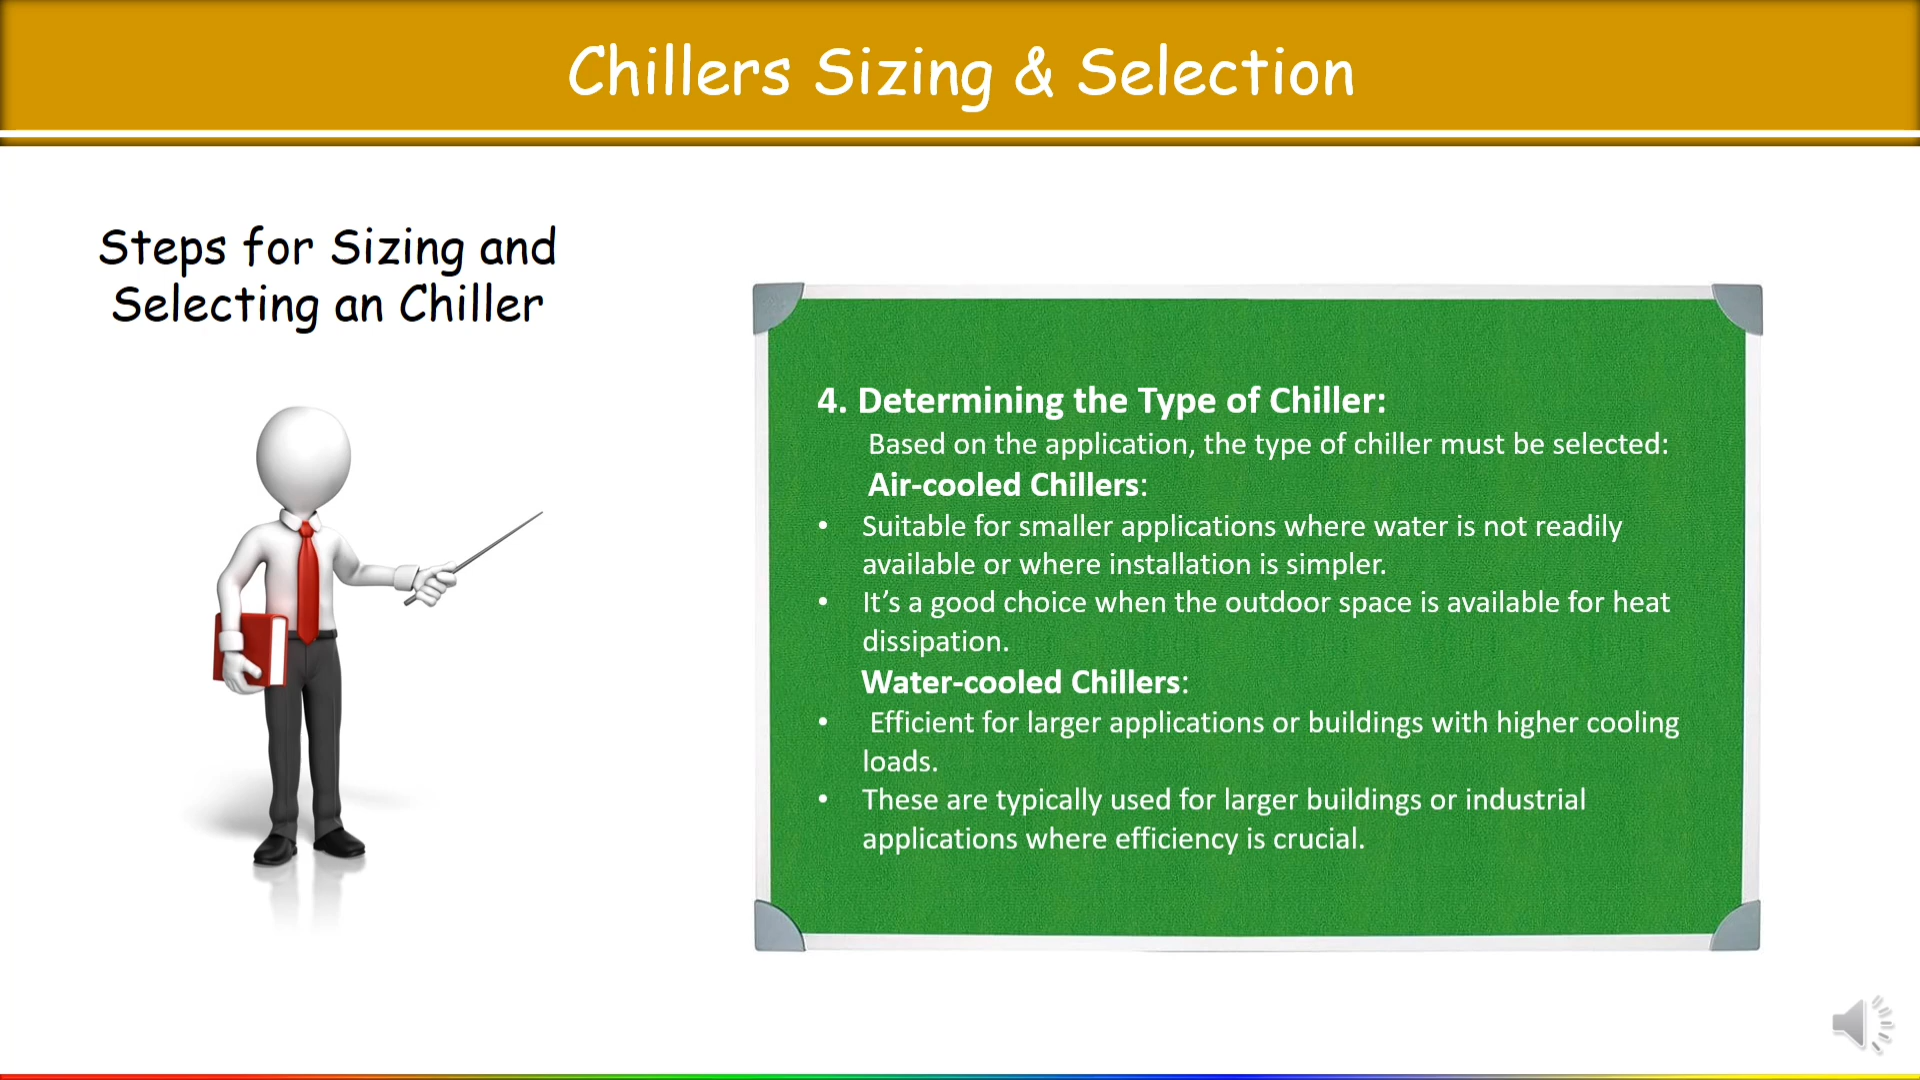 Chillers Sizing & Selection
Steps for Sizing and
Selecting an Chiller
4. Determining the Type of Chiller:
Based on the application, the type of chiller must be selected:
Air-cooled Chillers:
• Suitable for smaller applications where water is not readily
available or where installation is simpler.
• It’s a good choice when the outdoor space is available for heat
dissipation.
Water-cooled Chillers:
• Efficient for larger applications or buildings with higher cooling
loads.
• These are typically used for larger buildings or industrial
applications where efficiency is crucial.